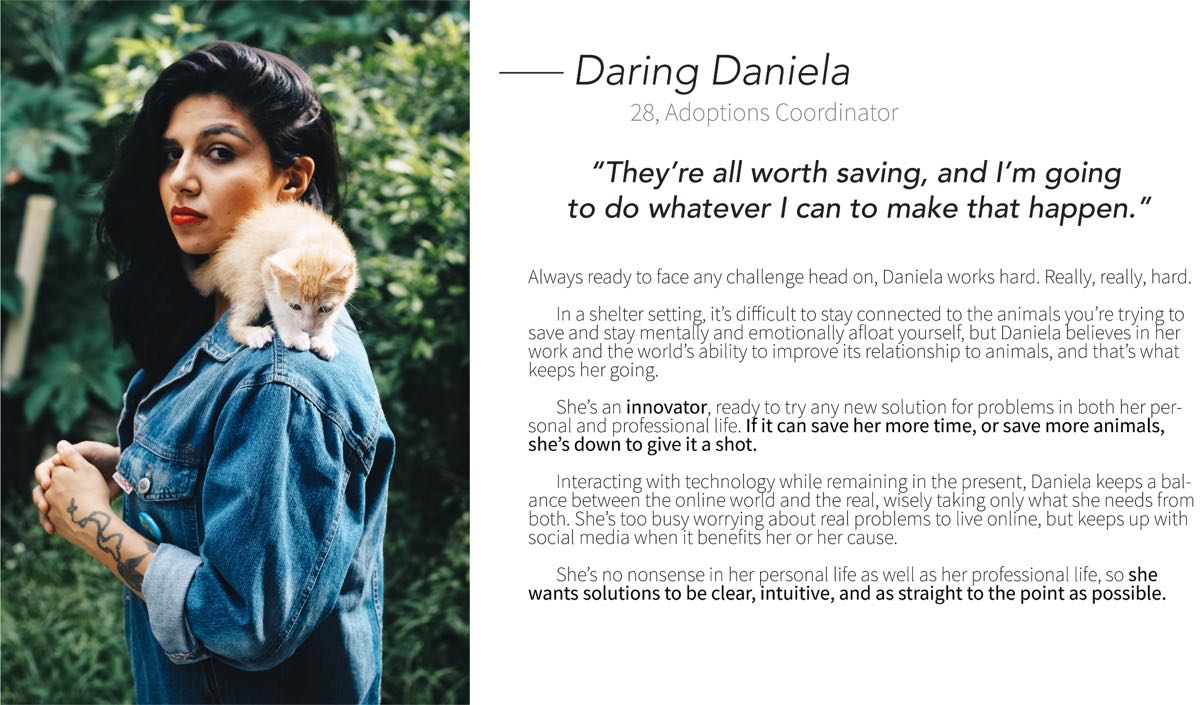 Daring Daniela
28, Adoptions Coordinator
“They’re all worth saving, and I’m going
to do whatever I can to make that happen.”
Always ready to face any challenge head on, Daniela works hard. Really, really, hard.
In a shelter setting, it’s difficult to stay connected to the animals you’re trying to
save and stay mentally and emotionally afloat yourself, but Daniela believes in her
work and the world’s ability to improve its relationship to animals, and that’s what
keeps her going.
She’s an innovator, ready to try any new solution for problems in both her per-
sonal and professional life. If it can save her more time, or save more animals,
she’s down to give it a shot.
Interacting with technology while remaining in the present, Daniela keeps a bal-
ance between the online world and the real, wisely taking only what she needs from
both. She’s too busy worrying about real problems to live online, but keeps up with
social media when it benefits her or her cause.
She’s no nonsense in her personal life as well as her professional life, so she
wants solutions to be clear, intuitive, and as straight to the point as possible.